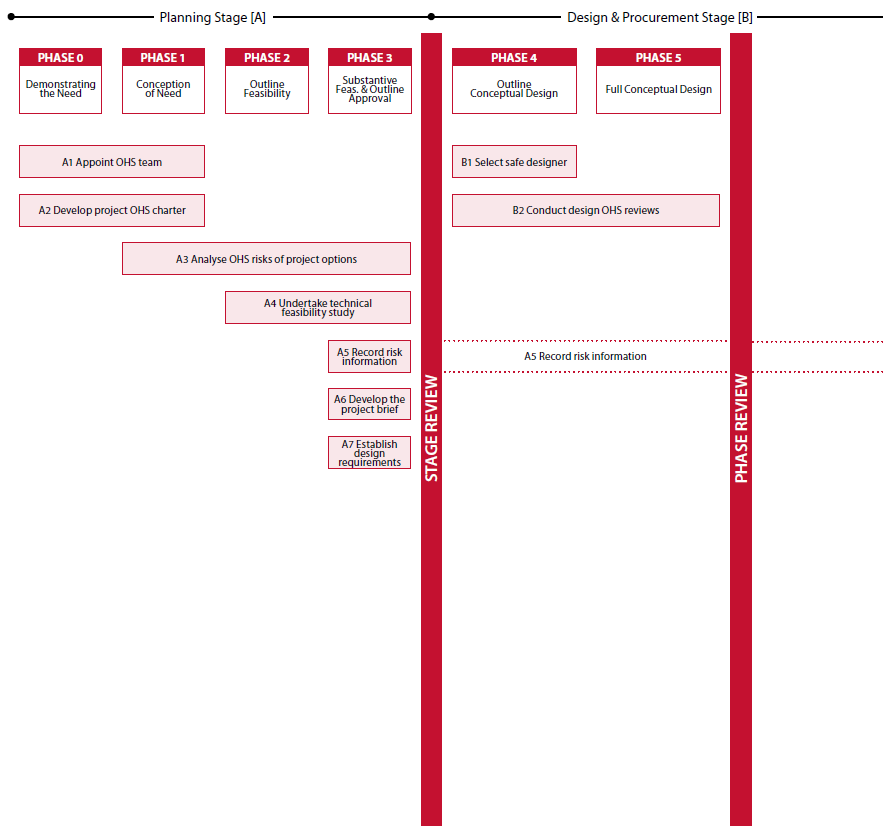 Planning Stage [A]
Design & Procurement Stage [B]
PHASE 0
Demonstrating
the Need
PHASE 1
Conception
of Need
PHASE 2
Outline
Feasibility
PHASE 3
Substantive
Feas. & Outline
Approval
PHASE 4
Outline
Conceptual Design
PHASE 5
Full Conceptual Design
A1 Appoint OHS team
B1 Select safe designer
A2 Develop project OHS charter
B2 Conduct design OHS reviews
A3 Analyse OHS risks of project options
A4 Undertake technical
feasibility study
A5 Record risk
information
A5 Record risk information
A6 Develop the
project brief
A7 Establish
design
requirements
STAGE REVIEW
PHASE REVIEW